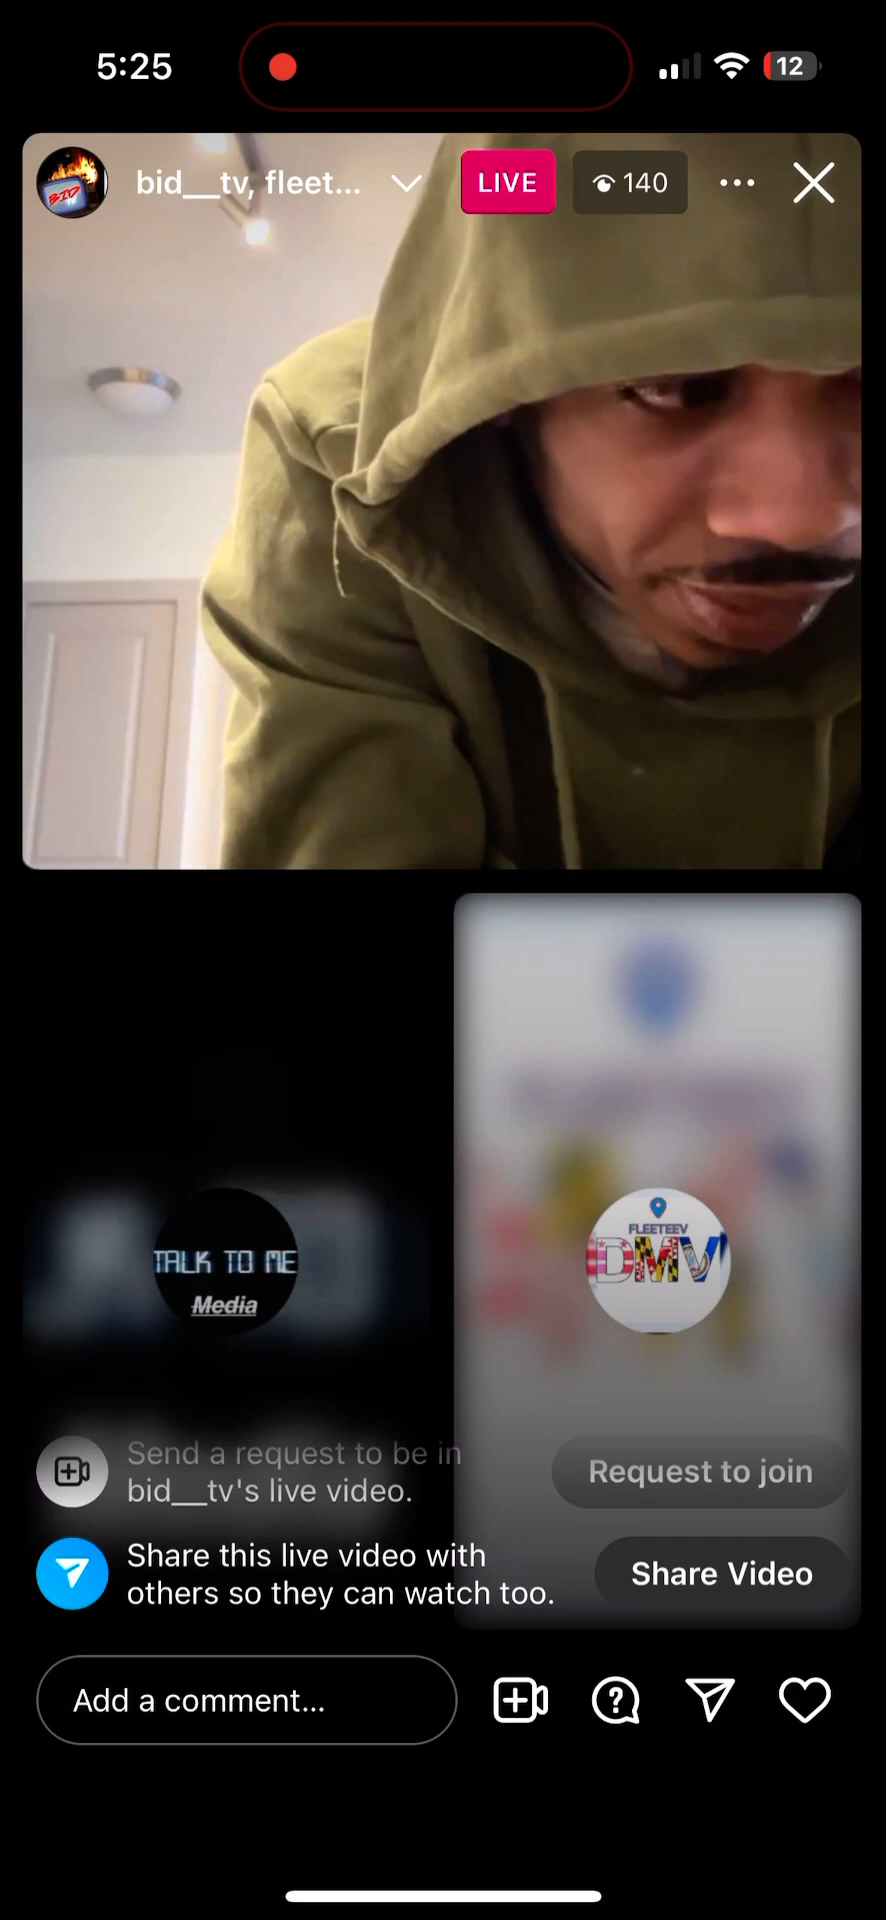 5:25
12
BID
bid__tv, fleet...
LIVE
140
TALK TO ME
Media
FLEETEEV
DMV
Send a request to be in
bid__tv's live video.
Request to join
Share this live video with
others so they can watch too.
Share Video
Add a comment...